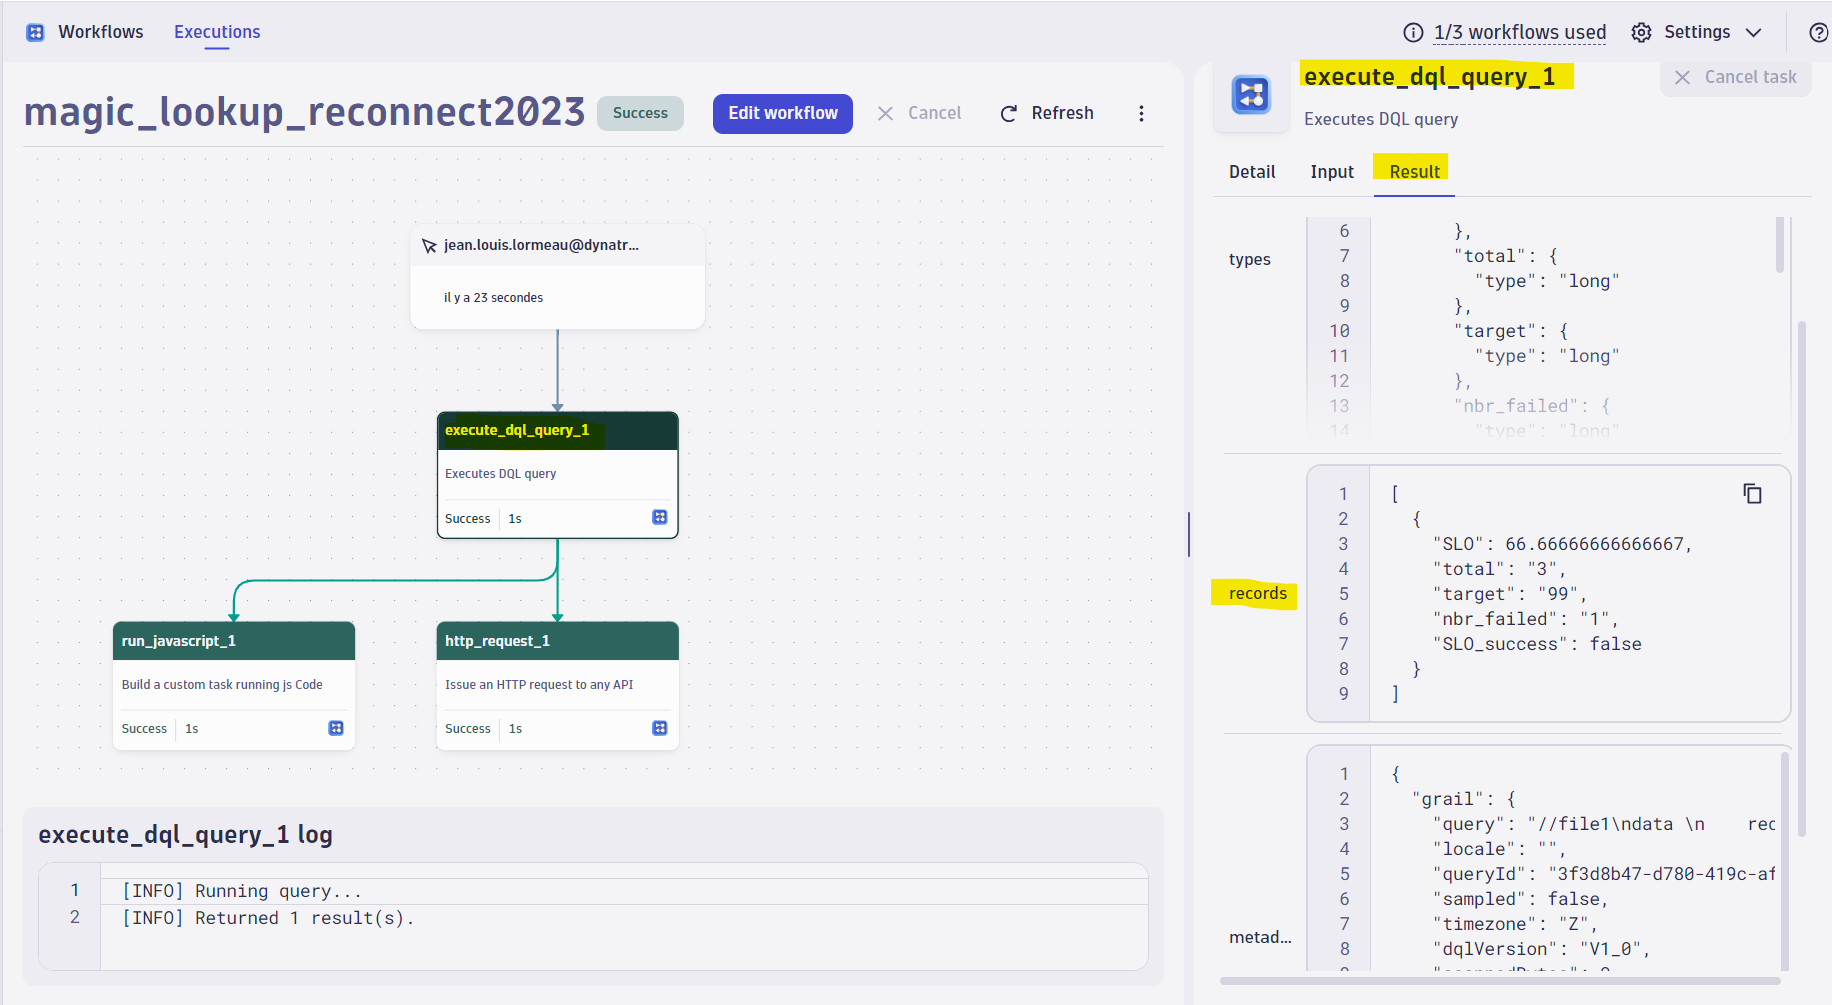 Workflows
Executions
1/3 workflows used
Settings
magic_lookup_reconnect2023
Success
Edit workflow
Cancel
Refresh
jean.louis.lormeau@dynatr...
il y a 23 secondes
execute_dql_query_1
Executes DQL query
Success
1s
run_javascript_1
Build a custom task running js Code
Success
1s
http_request_1
Issue an HTTP request to any API
Success
1s
execute_dql_query_1 log
1 [INFO] Running query...
2 [INFO] Returned 1 result(s).
execute_dql_query_1
Cancel task
Executes DQL query
Detail
Input
Result
types
6 },
7 "total": {
8 "type": "long"
9 },
10 "target": {
11 "type": "long"
12 },
13 "nbr_failed": {
14 "type": "long"
records
1 [
2 {
3 "SLO": 66.66666666666667,
4 "total": "3",
5 "target": "99",
6 "nbr_failed": "1",
7 "SLO_success": false
8 }
9 ]
metad...
1 {
2 "grail": {
3 "query": "//file1\ndata \n rec
4 "locale": "",
5 "queryId": "3f3d8b47-d780-419c-af
6 "sampled": false,
7 "timezone": "Z",
8 "dqlVersion": "V1_0",